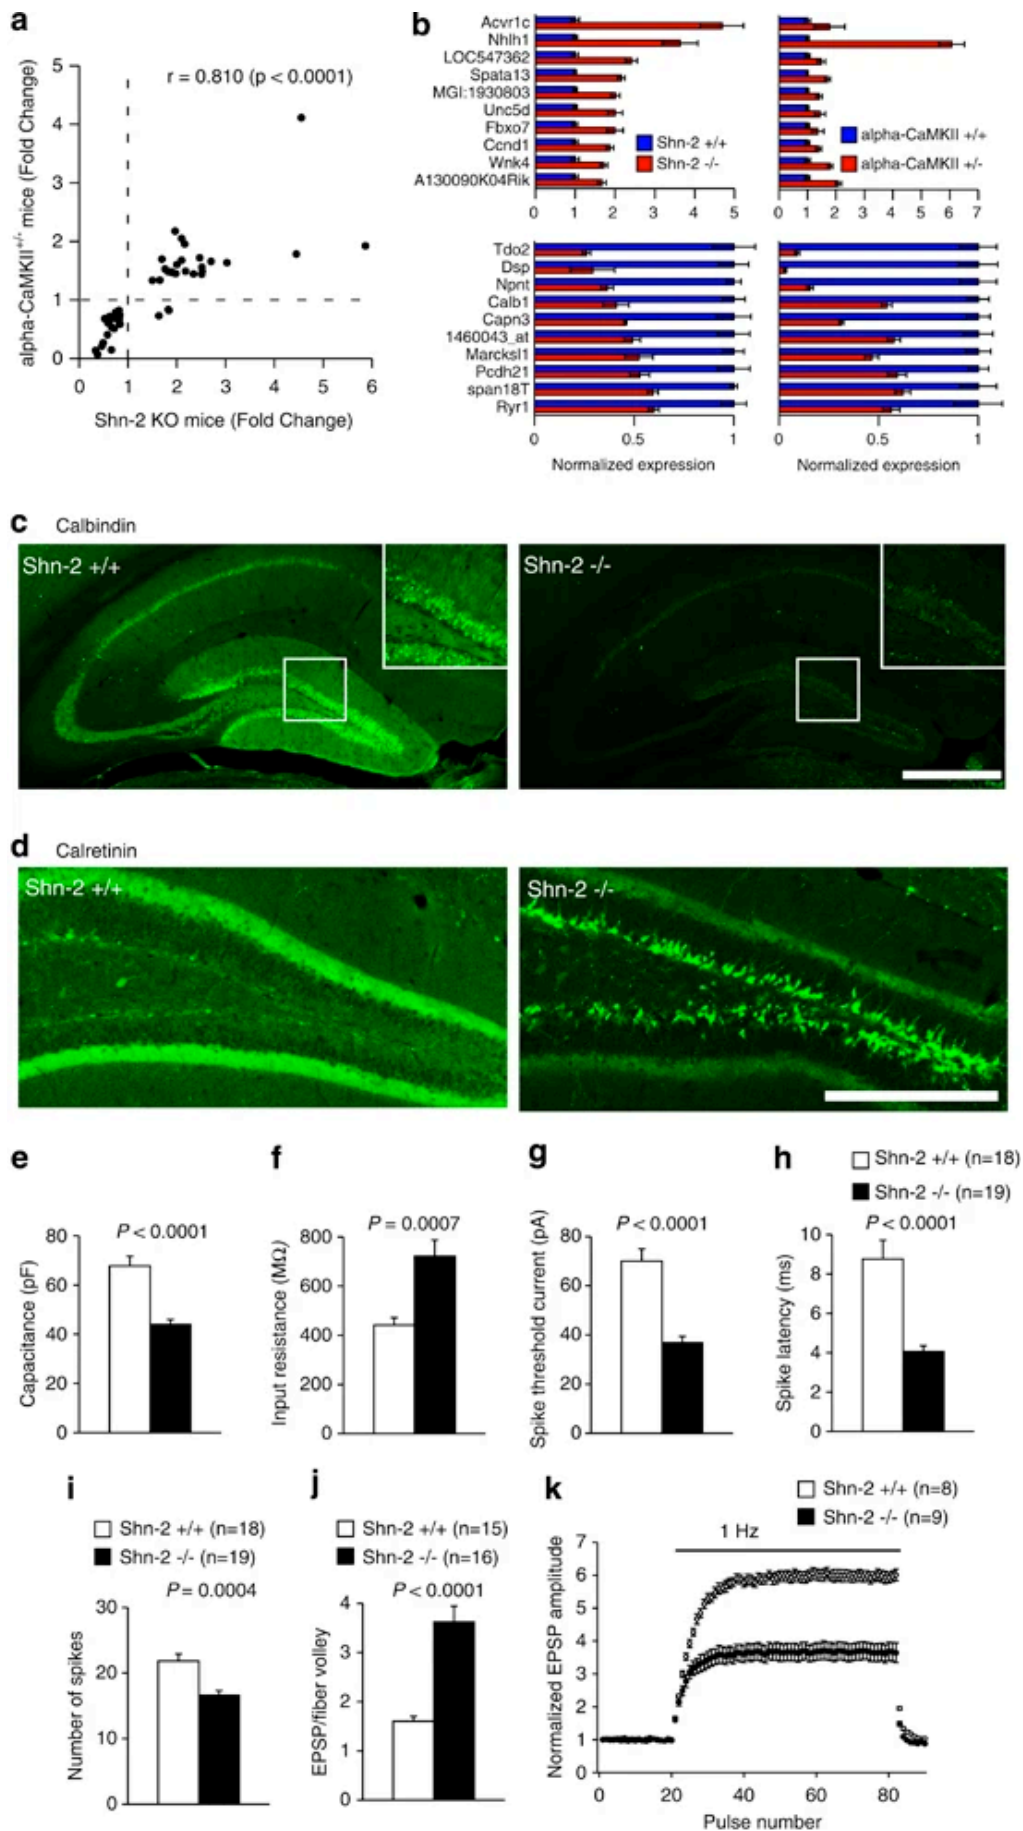 a
r = 0.810 (p < 0.0001)
alpha-CaMKII+/- mice (Fold Change)
5
4
3
2
1
0
0 1 2 3 4 5 6
Shn-2 KO mice (Fold Change)
b
Acvr1c
Nhlh1
LOC547362
Spata13
MGI:1930803
Unc5d
Fbxo7
Ccnd1
Wnk4
A130090K04Rik
Shn-2 +/+
Shn-2 -/-
0 1 2 3 4 5
alpha-CaMKII +/+
alpha-CaMKII +/-
0 1 2 3 4 5 6 7
Tdo2
Dsp
Npnt
Calb1
Capn3
1460043_at
Marcksl1
Pcdh21
span18T
Ryr1
0 0.5 1
Normalized expression
0 0.5 1
Normalized expression
c Calbindin
Shn-2 +/+
Shn-2 -/-
d Calretinin
Shn-2 +/+
Shn-2 -/-
e
P < 0.0001
Capacitance (pF)
80
60
40
20
0
f
P = 0.0007
Input resistance (MΩ)
800
600
400
200
0
g
P < 0.0001
Spike threshold current (pA)
80
60
40
20
0
h
Shn-2 +/+ (n=18)
Shn-2 -/- (n=19)
P < 0.0001
Spike latency (ms)
10
8
6
4
2
0
i
Shn-2 +/+ (n=18)
Shn-2 -/- (n=19)
P = 0.0004
Number of spikes
30
20
10
0
j
Shn-2 +/+ (n=15)
Shn-2 -/- (n=16)
P < 0.0001
EPSP/fiber volley
4
3
2
1
0
k
Shn-2 +/+ (n=8)
Shn-2 -/- (n=9)
1 Hz
Normalized EPSP amplitude
7
6
5
4
3
2
1
0
0 20 40 60 80
Pulse number